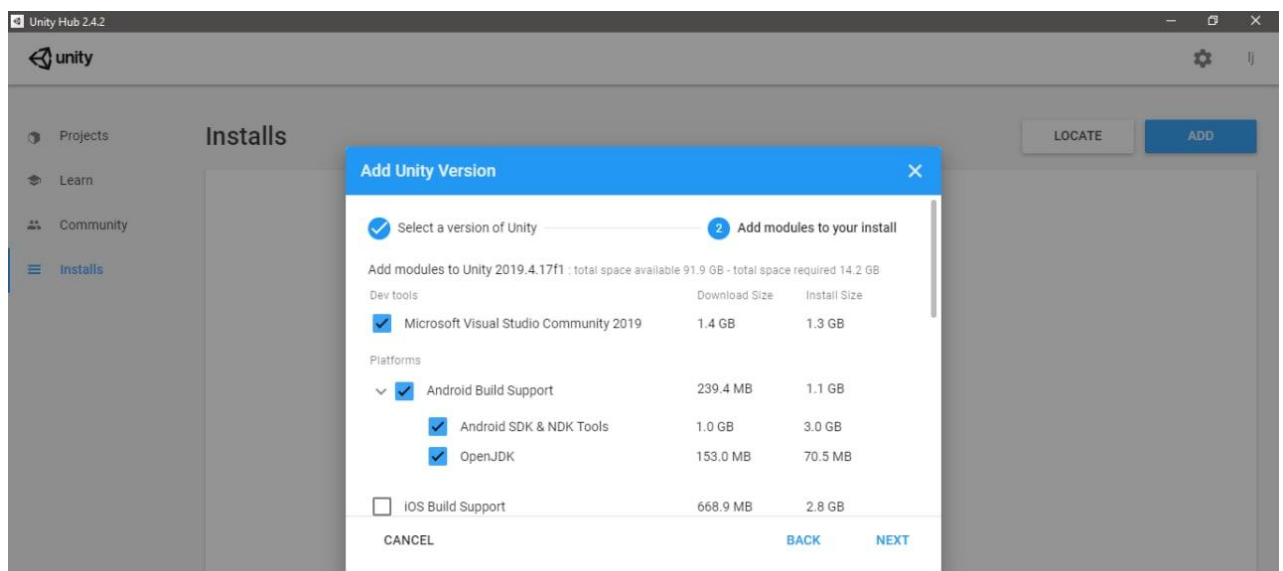 Unity Hub 2.4.2
unity
lj
Projects
Learn
Community
Installs
Installs
LOCATE
ADD
Add Unity Version
Select a version of Unity
2 Add modules to your install
Add modules to Unity 2019.4.17f1 : total space available 91.9 GB - total space required 14.2 GB
Dev tools Download Size Install Size
Microsoft Visual Studio Community 2019 1.4 GB 1.3 GB
Platforms
Android Build Support 239.4 MB 1.1 GB
Android SDK & NDK Tools 1.0 GB 3.0 GB
OpenJDK 153.0 MB 70.5 MB
iOS Build Support 668.9 MB 2.8 GB
CANCEL BACK NEXT